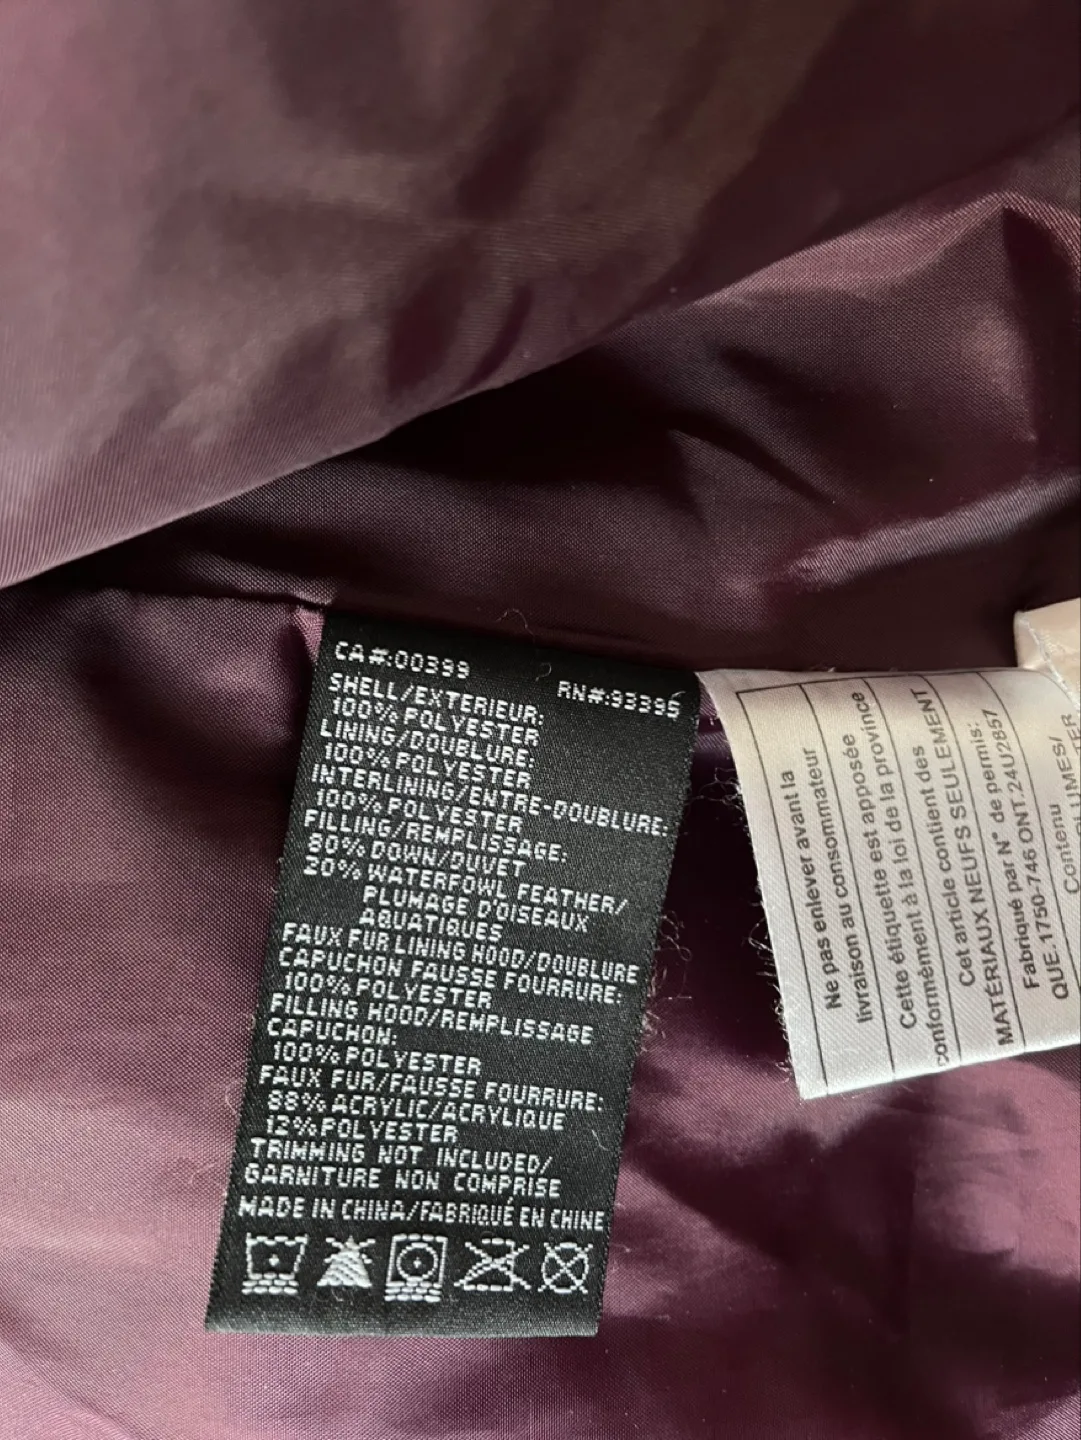 CA#:00399
RN#:93395
SHELL/EXTERIEUR:
100% POLYESTER
LINING/DOUBLURE:
100% POLYESTER
INTERLINING/ENTRE-DOUBLURE:
100% POLYESTER
FILLING/REMPLISSAGE:
80% DOWN/DUVET
20% WATERFOWL FEATHER/
PLUMAGE D'OISEAUX
AQUATIQUES
FAUX FUR LINING HOOD/DOUBLURE
CAPUCHON FAUSSE FOURRURE:
100% POLYESTER
FILLING HOOD/REMPLISSAGE
CAPUCHON:
100% POLYESTER
FAUX FUR/FAUSSE FOURRURE:
88% ACRYLIC/ACRYLIQUE
12% POLYESTER
TRIMMING NOT INCLUDED/
GARNITURE NON COMPRISE
MADE IN CHINA/FABRIQUÉ EN CHINE
Ne pas enlever avant la
livraison au consommateur
Cette étiquette est apposée
conformément à la loi de la province
Cet article contient des
MATÉRIAUX NEUFS SEULEMENT
Fabriqué par N° de permis:
QUE.1750-746 ONT.24U2857
Contenu